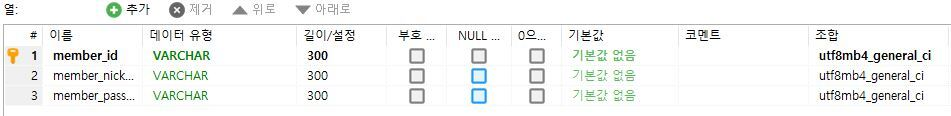 열: 추가 제거 위로 아래로
# 이름 데이터 유형 길이/설정 부호 ... NULL ... 0으... 기본값 코멘트 조합
1 member_id VARCHAR 300 기본값 없음 utf8mb4_general_ci
2 member_nick... VARCHAR 300 기본값 없음 utf8mb4_general_ci
3 member_pass... VARCHAR 300 기본값 없음 utf8mb4_general_ci